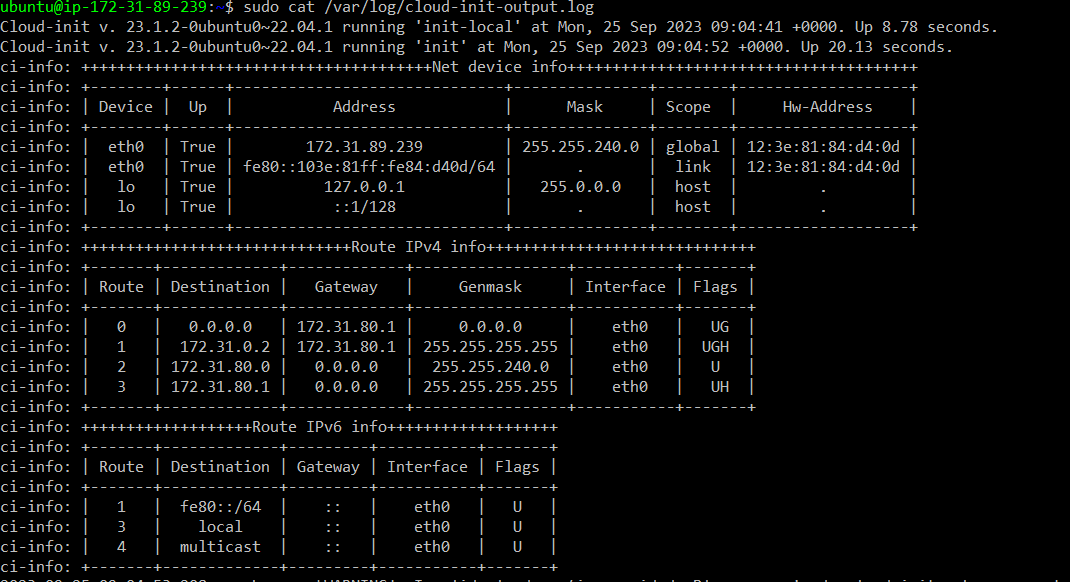 ubuntu@ip-172-31-89-239:~$ sudo cat /var/log/cloud-init-output.log
Cloud-init v. 23.1.2-0ubuntu0~22.04.1 running 'init-local' at Mon, 25 Sep 2023 09:04:41 +0000. Up 8.78 seconds.
Cloud-init v. 23.1.2-0ubuntu0~22.04.1 running 'init' at Mon, 25 Sep 2023 09:04:52 +0000. Up 20.13 seconds.
ci-info: +++++++++++++++++++++++++++++++++++++++Net device info+++++++++++++++++++++++++++++++++++++++
ci-info: +--------+------+------------------------------+---------------+--------+-------------------+
ci-info: | Device |  Up  |           Address            |      Mask     | Scope  |     Hw-Address    |
ci-info: +--------+------+------------------------------+---------------+--------+-------------------+
ci-info: |  eth0  | True |        172.31.89.239         | 255.255.240.0 | global | 12:3e:81:84:d4:0d |
ci-info: |  eth0  | True | fe80::103e:81ff:fe84:d40d/64 |       .       |  link  | 12:3e:81:84:d4:0d |
ci-info: |   lo   | True |          127.0.0.1           |   255.0.0.0   |  host  |         .         |
ci-info: |   lo   | True |           ::1/128            |       .       |  host  |         .         |
ci-info: +--------+------+------------------------------+---------------+--------+-------------------+
ci-info: ++++++++++++++++++++++++++++++Route IPv4 info++++++++++++++++++++++++++++++
ci-info: +-------+-------------+-------------+-----------------+-----------+-------+
ci-info: | Route | Destination |   Gateway   |     Genmask     | Interface | Flags |
ci-info: +-------+-------------+-------------+-----------------+-----------+-------+
ci-info: |   0   |   0.0.0.0   | 172.31.80.1 |     0.0.0.0     |    eth0   |   UG  |
ci-info: |   1   |  172.31.0.2 | 172.31.80.1 | 255.255.255.255 |    eth0   |  UGH  |
ci-info: |   2   | 172.31.80.0 |   0.0.0.0   |  255.255.240.0  |    eth0   |   U   |
ci-info: |   3   | 172.31.80.1 |   0.0.0.0   | 255.255.255.255 |    eth0   |   UH  |
ci-info: +-------+-------------+-------------+-----------------+-----------+-------+
ci-info: +++++++++++++++++++Route IPv6 info+++++++++++++++++++
ci-info: +-------+-------------+---------+-----------+-------+
ci-info: | Route | Destination | Gateway | Interface | Flags |
ci-info: +-------+-------------+---------+-----------+-------+
ci-info: |   1   |  fe80::/64  |    ::   |    eth0   |   U   |
ci-info: |   3   |    local    |    ::   |    eth0   |   U   |
ci-info: |   4   |  multicast  |    ::   |    eth0   |   U   |
ci-info: +-------+-------------+---------+-----------+-------+